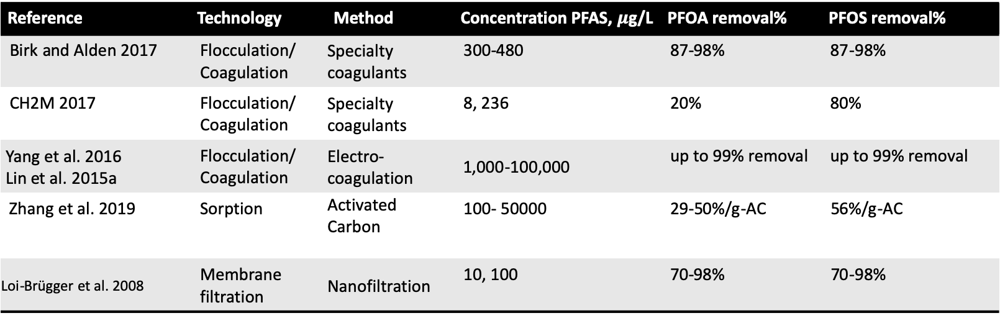 Reference Technology Method Concentration PFAS, μg/L PFOA removal% PFOS removal%
Birk and Alden 2017 Flocculation/ Specialty 300-480 87-98% 87-98%
Coagulation coagulants
CH2M 2017 Flocculation/ Specialty 8, 236 20% 80%
Coagulation coagulants
Yang et al. 2016 Flocculation/ Electro- up to 99% removal up to 99% removal
Lin et al. 2015a Coagulation coagulation 1,000-100,000
Zhang et al. 2019 Sorption Activated 100- 50000 29-50%/g-AC 56%/g-AC
Carbon
Loi-Brügger et al. 2008 Membrane Nanofiltration 10, 100 70-98% 70-98%
filtration